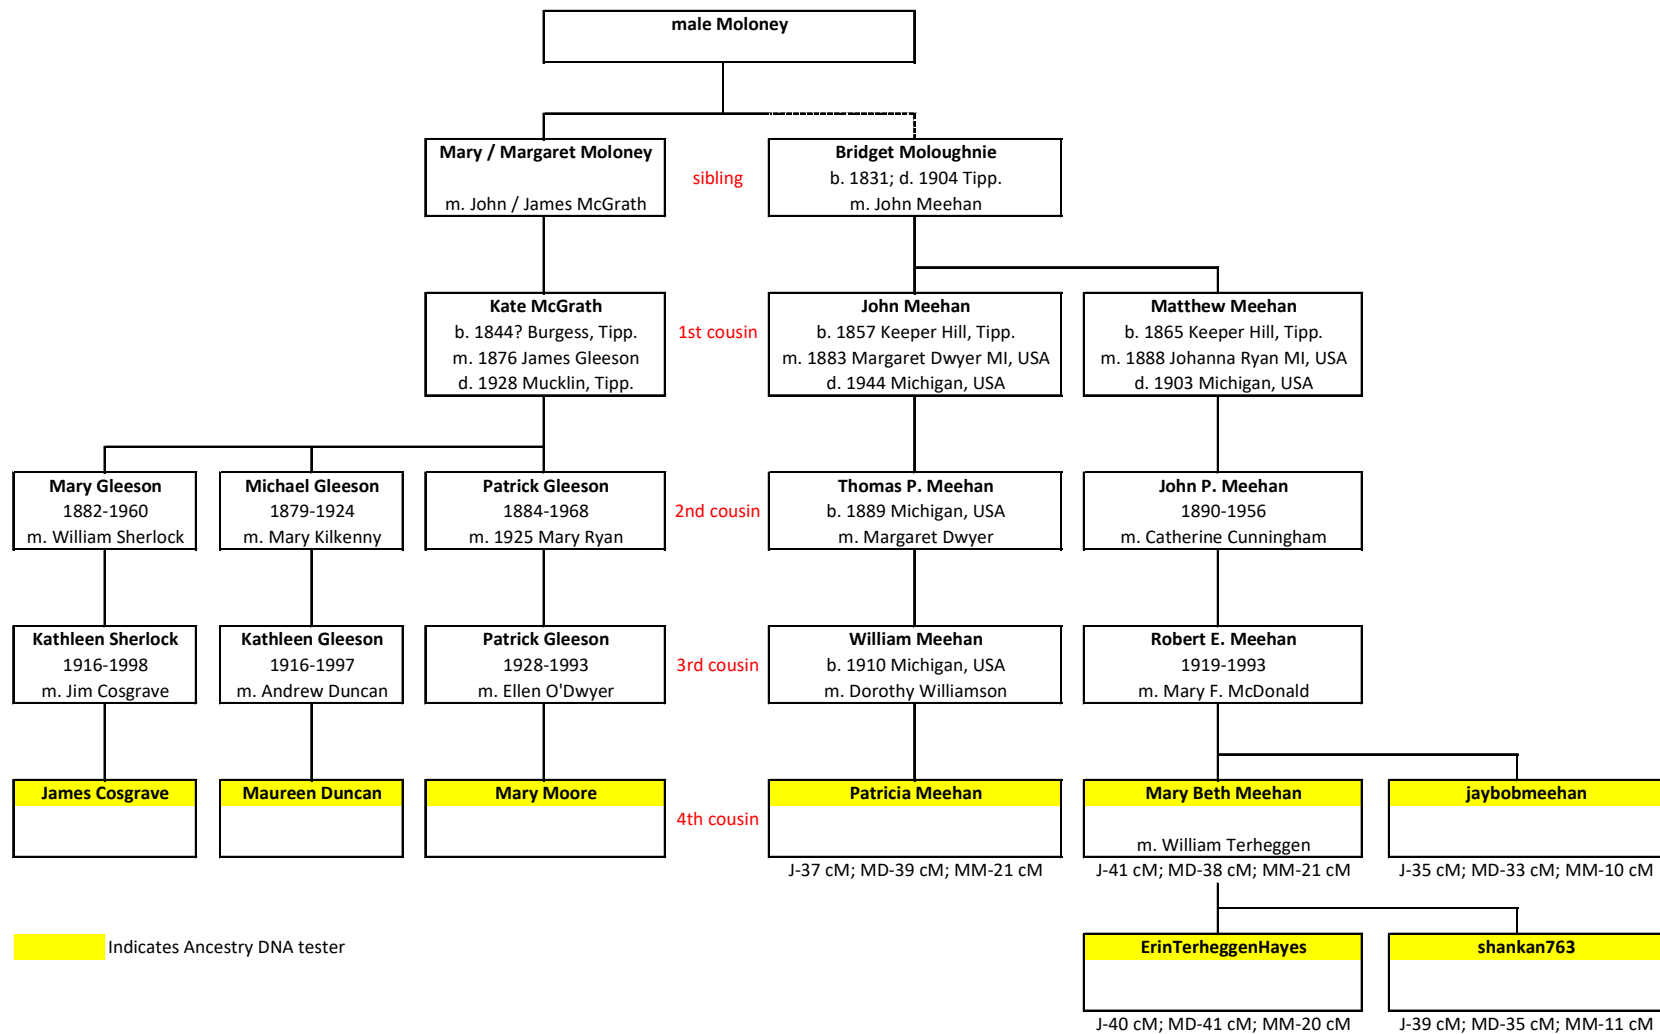 male Moloney
Mary / Margaret Moloney
m. John / James McGrath
sibling
Bridget Moloughnie
b. 1831; d. 1904 Tipp.
m. John Meehan
Kate McGrath
b. 1844? Burgess, Tipp.
m. 1876 James Gleeson
d. 1928 Mucklin, Tipp.
1st cousin
John Meehan
b. 1857 Keeper Hill, Tipp.
m. 1883 Margaret Dwyer MI, USA
d. 1944 Michigan, USA
Matthew Meehan
b. 1865 Keeper Hill, Tipp.
m. 1888 Johanna Ryan MI, USA
d. 1903 Michigan, USA
Mary Gleeson
1882-1960
m. William Sherlock
Michael Gleeson
1879-1924
m. Mary Kilkenny
Patrick Gleeson
1884-1968
m. 1925 Mary Ryan
2nd cousin
Thomas P. Meehan
b. 1889 Michigan, USA
m. Margaret Dwyer
John P. Meehan
1890-1956
m. Catherine Cunningham
Kathleen Sherlock
1916-1998
m. Jim Cosgrave
Kathleen Gleeson
1916-1997
m. Andrew Duncan
Patrick Gleeson
1928-1993
m. Ellen O'Dwyer
3rd cousin
William Meehan
b. 1910 Michigan, USA
m. Dorothy Williamson
Robert E. Meehan
1919-1993
m. Mary F. McDonald
James Cosgrave
Maureen Duncan
Mary Moore
4th cousin
Patricia Meehan
J-37 cM; MD-39 cM; MM-21 cM
Mary Beth Meehan
m. William Terheggen
J-41 cM; MD-38 cM; MM-21 cM
jaybobmeehan
J-35 cM; MD-33 cM; MM-10 cM
Indicates Ancestry DNA tester
ErinTerheggenHayes
J-40 cM; MD-41 cM; MM-20 cM
shankan763
J-39 cM; MD-35 cM; MM-11 cM